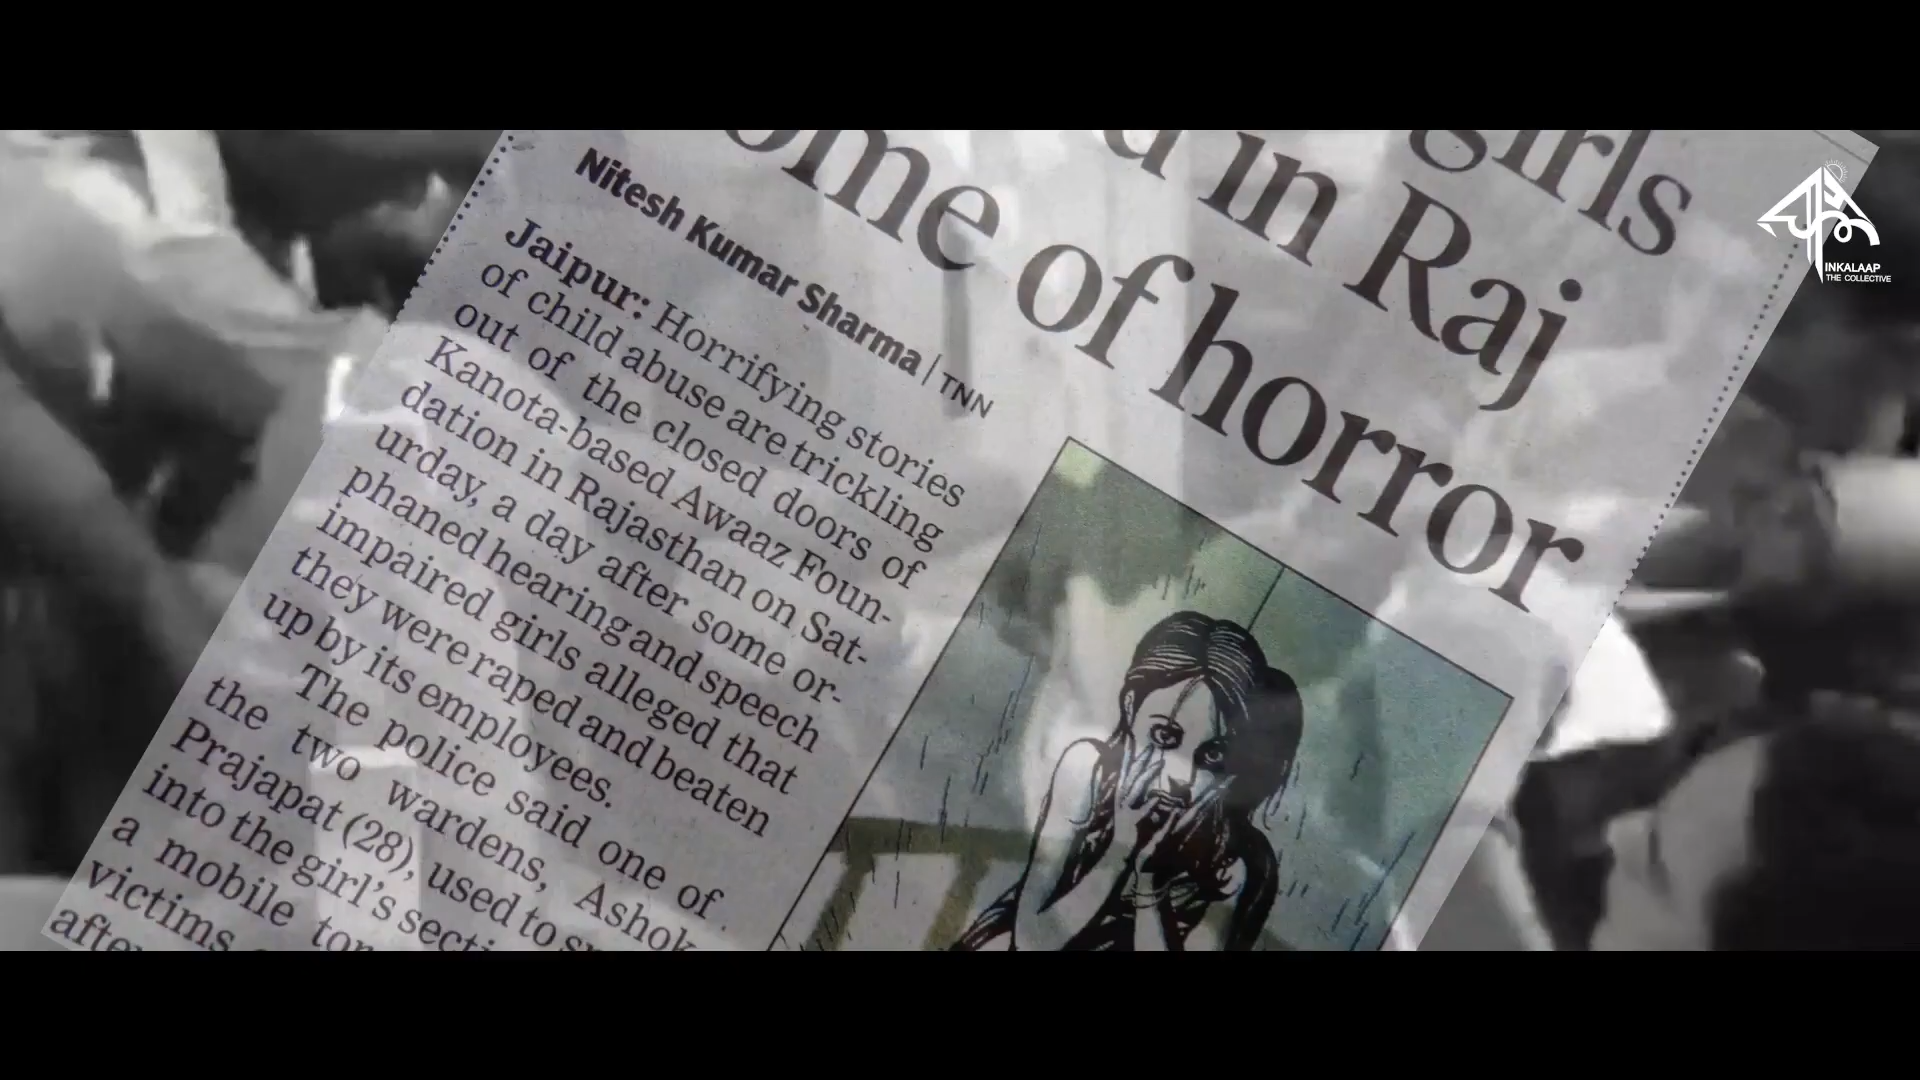 girls
d in Raj
ome of horror
Nitesh Kumar Sharma | TNN
Jaipur: Horrifying stories
of child abuse are trickling
out of the closed doors of
Kanota-based Awaaz Foun-
dation in Rajasthan on Sat-
urday, a day after some or-
phaned hearing and speech
impaired girls alleged that
they were raped and beaten
up by its employees.
The police said one of
the two wardens, Ashok
Prajapat (28), used to
into the girl's
a mobile
victims
INKALAAP
THE COLLECTIVE